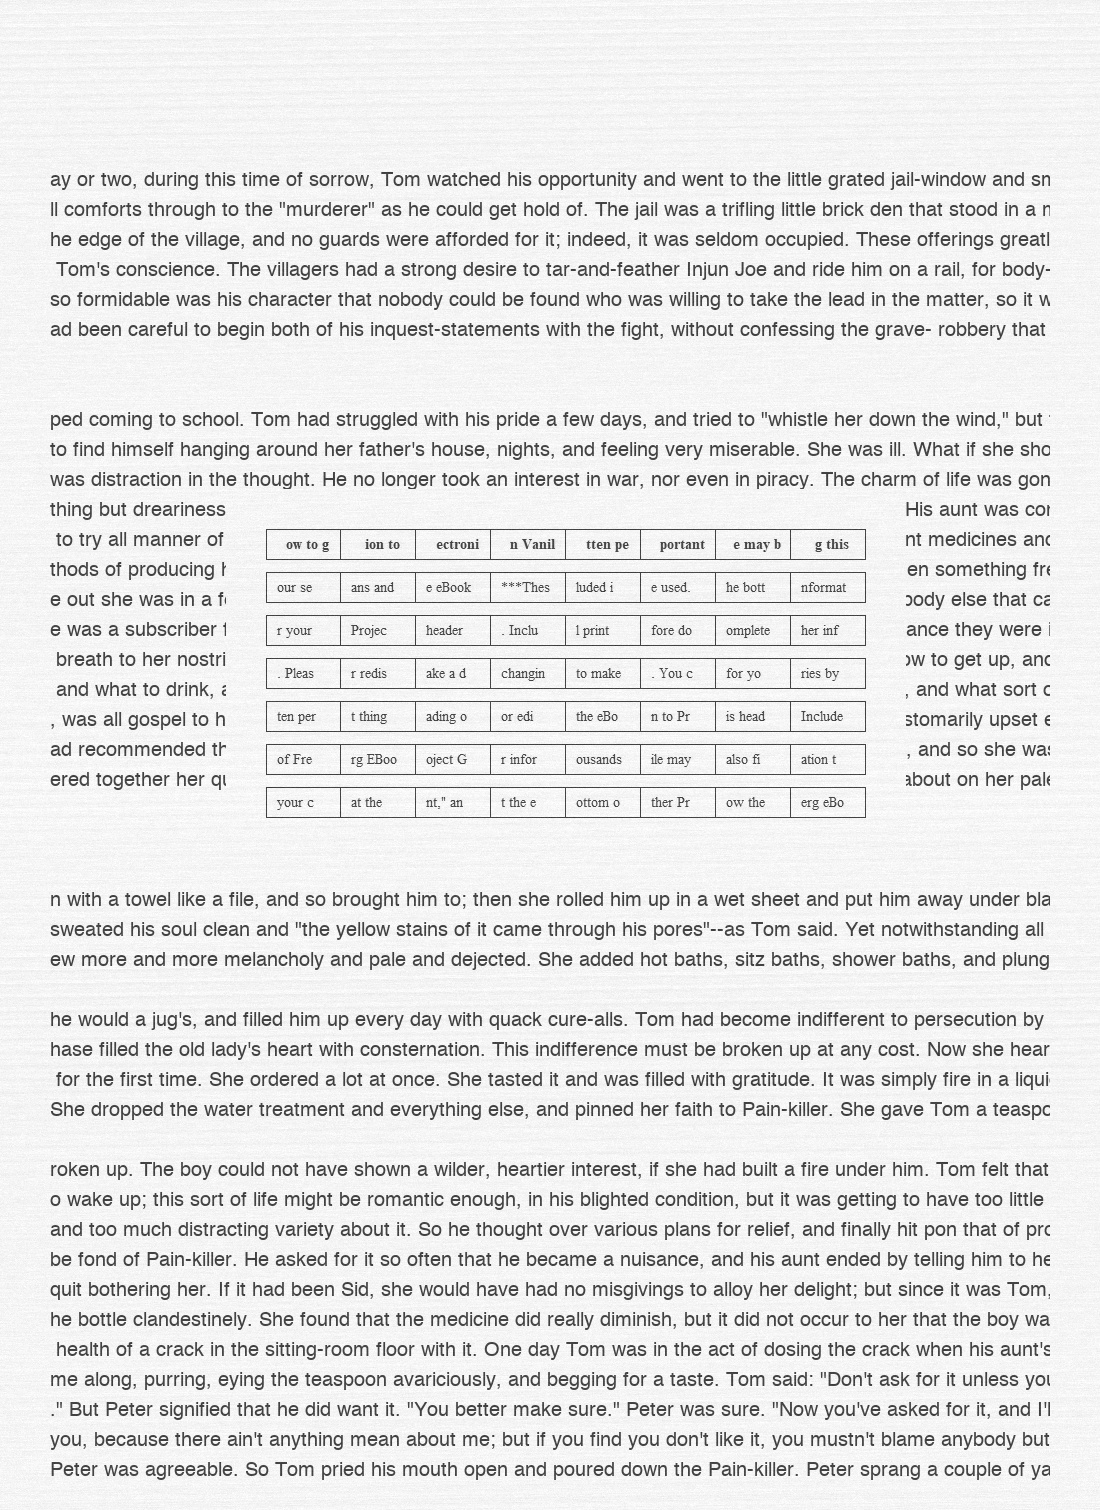 ay or two, during this time of sorrow, Tom watched his opportunity and went to the little grated jail-window and sm
ll comforts through to the "murderer" as he could get hold of. The jail was a trifling little brick den that stood in a
he edge of the village, and no guards were afforded for it; indeed, it was seldom occupied. These offerings greatl
Tom's conscience. The villagers had a strong desire to tar-and-feather Injun Joe and ride him on a rail, for body-
so formidable was his character that nobody could be found who was willing to take the lead in the matter, so it w
ad been careful to begin both of his inquest-statements with the fight, without confessing the grave- robbery that
ped coming to school. Tom had struggled with his pride a few days, and tried to "whistle her down the wind," but
to find himself hanging around her father's house, nights, and feeling very miserable. She was ill. What if she sho
was distraction in the thought. He no longer took an interest in war, nor even in piracy. The charm of life was gon
thing but dreariness
to try all manner of
thods of producing h
e out she was in a f
e was a subscriber f
breath to her nostri
and what to drink, a
, was all gospel to h
ad recommended th
ered together her qu
ow to g ion to ectroni n Vanil tten pe portant e may b g this
our se ans and e eBook ***Thes luded i e used. he bott nformat
r your Projec header . Inclu l print fore do omplete her inf
. Pleas r redis ake a d changin to make . You c for yo ries by
ten per t thing ading o or edi the eBo n to Pr is head Include
of Fre rg EBoo oject G r infor ousands ile may also fi ation t
your c at the nt," an t the e ottom o ther Pr ow the erg eBo
His aunt was con
nt medicines and
en something fre
body else that ca
ance they were i
ow to get up, and
, and what sort o
stomarily upset e
, and so she was
about on her pale
n with a towel like a file, and so brought him to; then she rolled him up in a wet sheet and put him away under bla
sweated his soul clean and "the yellow stains of it came through his pores"--as Tom said. Yet notwithstanding all
ew more and more melancholy and pale and dejected. She added hot baths, sitz baths, shower baths, and plung
he would a jug's, and filled him up every day with quack cure-alls. Tom had become indifferent to persecution by
hase filled the old lady's heart with consternation. This indifference must be broken up at any cost. Now she hear
for the first time. She ordered a lot at once. She tasted it and was filled with gratitude. It was simply fire in a liqui
She dropped the water treatment and everything else, and pinned her faith to Pain-killer. She gave Tom a teaspo
roken up. The boy could not have shown a wilder, heartier interest, if she had built a fire under him. Tom felt that
o wake up; this sort of life might be romantic enough, in his blighted condition, but it was getting to have too little
and too much distracting variety about it. So he thought over various plans for relief, and finally hit pon that of pro
be fond of Pain-killer. He asked for it so often that he became a nuisance, and his aunt ended by telling him to he
quit bothering her. If it had been Sid, she would have had no misgivings to alloy her delight; but since it was Tom,
he bottle clandestinely. She found that the medicine did really diminish, but it did not occur to her that the boy wa
health of a crack in the sitting-room floor with it. One day Tom was in the act of dosing the crack when his aunt's
me along, purring, eying the teaspoon avariciously, and begging for a taste. Tom said: "Don't ask for it unless you
." But Peter signified that he did want it. "You better make sure." Peter was sure. "Now you've asked for it, and I'l
you, because there ain't anything mean about me; but if you find you don't like it, you mustn't blame anybody but
Peter was agreeable. So Tom pried his mouth open and poured down the Pain-killer. Peter sprang a couple of ya